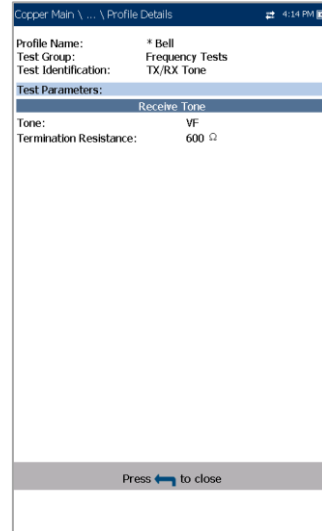 Copper Main \ ... \ Profile Details 4:14 PM
Profile Name: * Bell
Test Group: Frequency Tests
Test Identification: TX/RX Tone
Test Parameters:
Receive Tone
Tone: VF
Termination Resistance: 600 Ω
Press to close